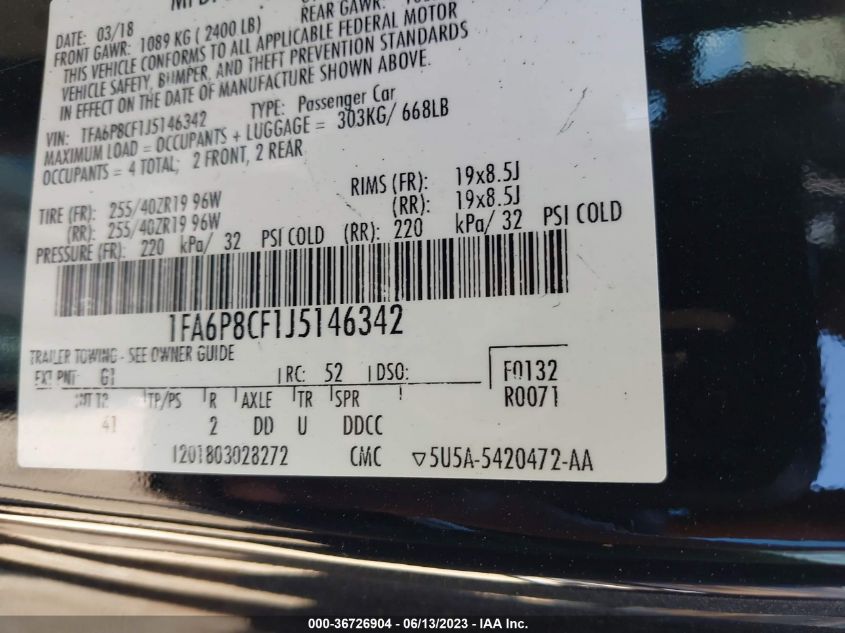 DATE: 03/18
FRONT GAWR: 1089 KG ( 2400 LB) REAR GAWR:
THIS VEHICLE CONFORMS TO ALL APPLICABLE FEDERAL MOTOR
VEHICLE SAFETY, BUMPER, AND THEFT PREVENTION STANDARDS
IN EFFECT ON THE DATE OF MANUFACTURE SHOWN ABOVE.
VIN: 1FA6P8CF1J5146342 TYPE: Passenger Car
MAXIMUM LOAD = OCCUPANTS + LUGGAGE = 303KG/ 668LB
OCCUPANTS = 4 TOTAL; 2 FRONT, 2 REAR
TIRE (FR): 255/40ZR19 96W RIMS (FR): 19x8.5J
(RR): 255/40ZR19 96W (RR): 19x8.5J
PRESSURE (FR): 220 kPa/ 32 PSI COLD (RR): 220 kPa/ 32 PSI COLD
1FA6P8CF1J5146342
TRAILER TOWING - SEE OWNER GUIDE
EXT PNT: G1 RC: 52 DSO: F0132
TP/PS R AXLE TR SPR R0071
41 2 DD U DDCC
1201803028272 CMC ▽5U5A-5420472-AA
000-36726904 - 06/13/2023 - IAA Inc.